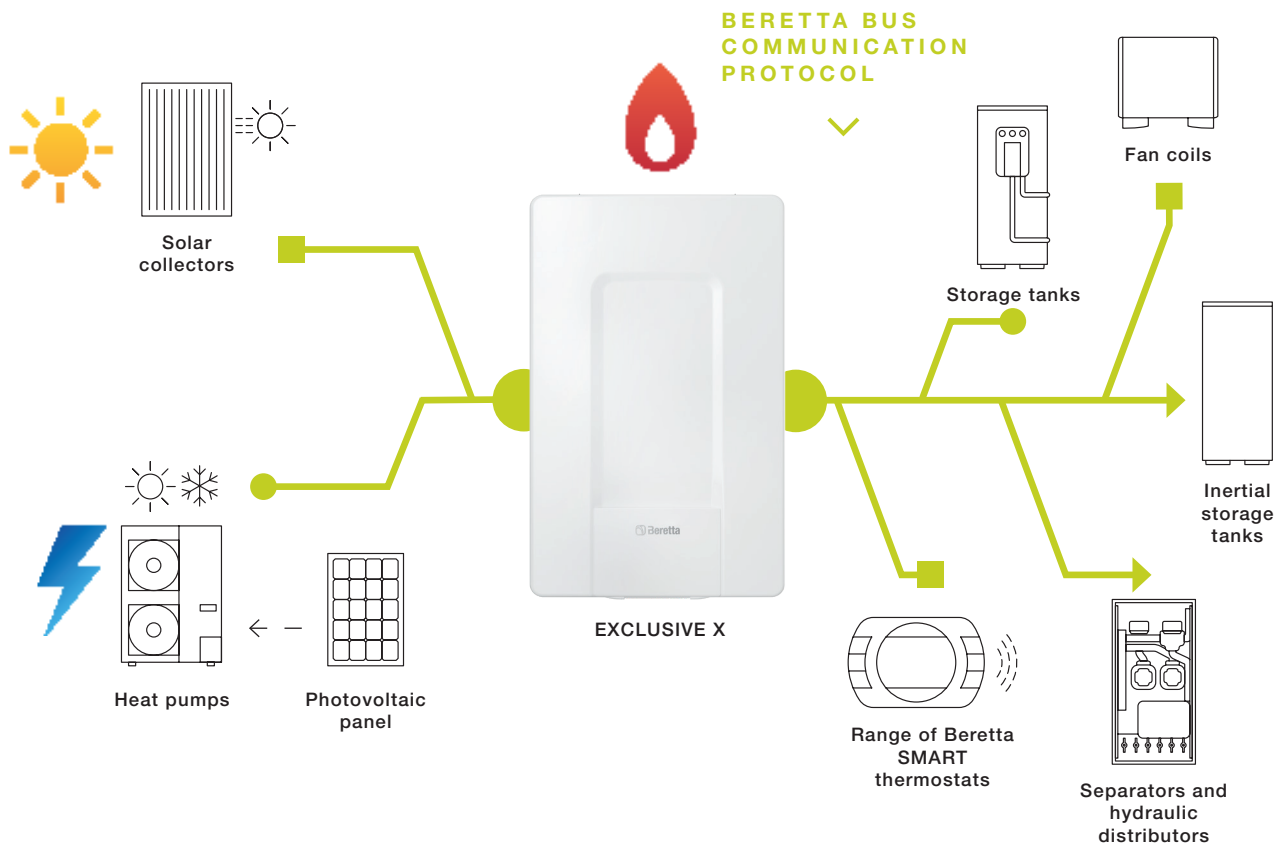 BERETTA BUS
COMMUNICATION
PROTOCOL
Fan coils
Solar
collectors
Storage tanks
Inertial
storage
tanks
Beretta
EXCLUSIVE X
Heat pumps
Photovoltaic
panel
Range of Beretta
SMART
thermostats
Separators and
hydraulic
distributors